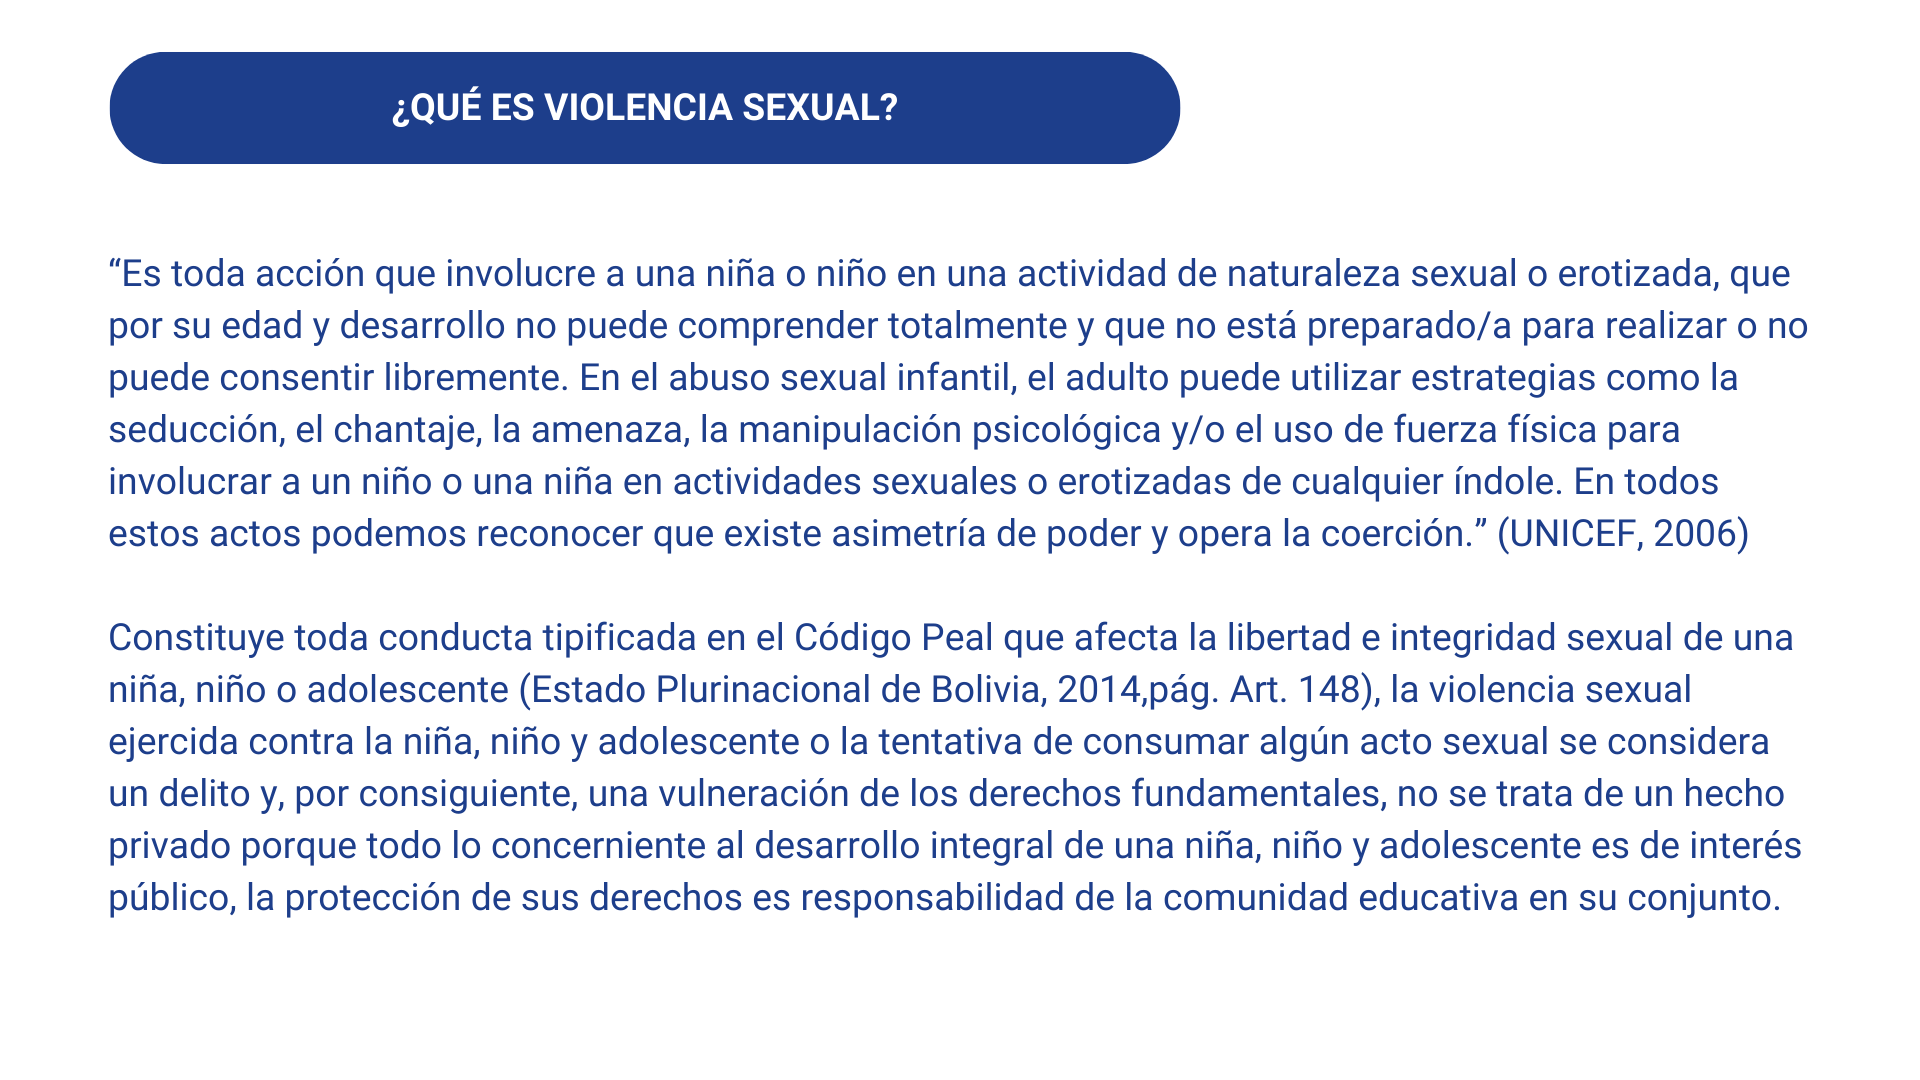 ¿QUÉ ES VIOLENCIA SEXUAL?
“Es toda acción que involucre a una niña o niño en una actividad de naturaleza sexual o erotizada, que
por su edad y desarrollo no puede comprender totalmente y que no está preparado/a para realizar o no
puede consentir libremente. En el abuso sexual infantil, el adulto puede utilizar estrategias como la
seducción, el chantaje, la amenaza, la manipulación psicológica y/o el uso de fuerza física para
involucrar a un niño o una niña en actividades sexuales o erotizadas de cualquier índole. En todos
estos actos podemos reconocer que existe asimetría de poder y opera la coerción.” (UNICEF, 2006)
Constituye toda conducta tipificada en el Código Peal que afecta la libertad e integridad sexual de una
niña, niño o adolescente (Estado Plurinacional de Bolivia, 2014,pág. Art. 148), la violencia sexual
ejercida contra la niña, niño y adolescente o la tentativa de consumar algún acto sexual se considera
un delito y, por consiguiente, una vulneración de los derechos fundamentales, no se trata de un hecho
privado porque todo lo concerniente al desarrollo integral de una niña, niño y adolescente es de interés
público, la protección de sus derechos es responsabilidad de la comunidad educativa en su conjunto.